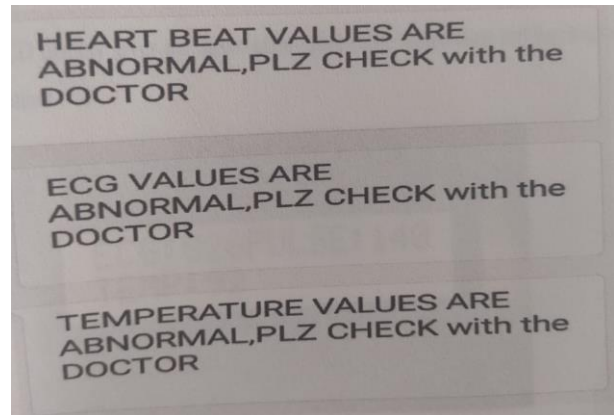 HEART BEAT VALUES ARE
ABNORMAL,PLZ CHECK with the
DOCTOR
ECG VALUES ARE
ABNORMAL,PLZ CHECK with the
DOCTOR
TEMPERATURE VALUES ARE
ABNORMAL,PLZ CHECK with the
DOCTOR